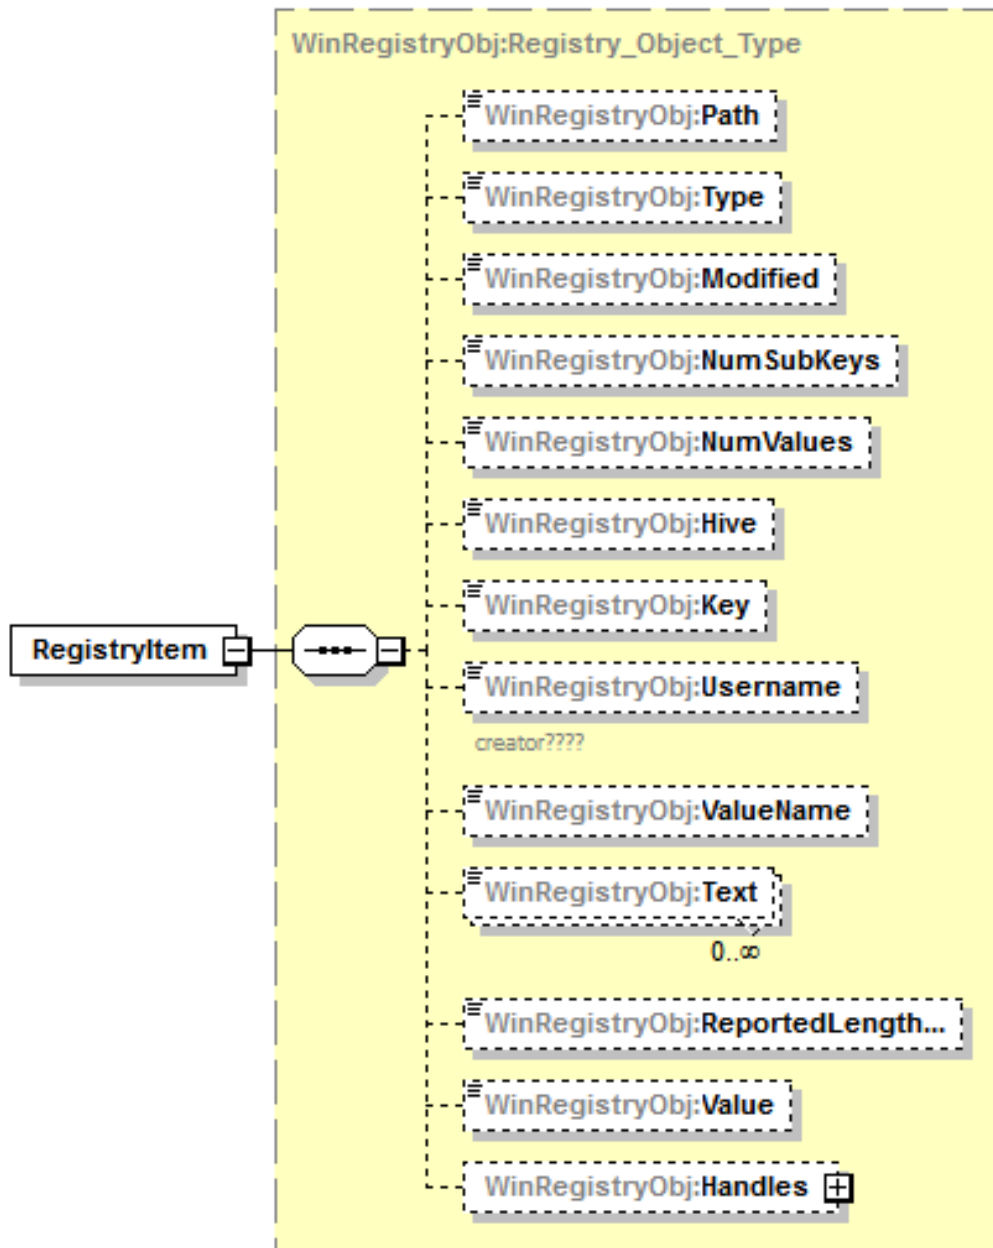 WinRegistryObj:Registry_Object_Type
WinRegistryObj:Path
WinRegistryObj:Type
WinRegistryObj:Modified
WinRegistryObj:NumSubKeys
WinRegistryObj:NumValues
WinRegistryObj:Hive
WinRegistryObj:Key
RegistryItem
WinRegistryObj:Username
creator????
WinRegistryObj:ValueName
WinRegistryObj:Text
0..∞
WinRegistryObj:ReportedLength...
WinRegistryObj:Value
WinRegistryObj:Handles